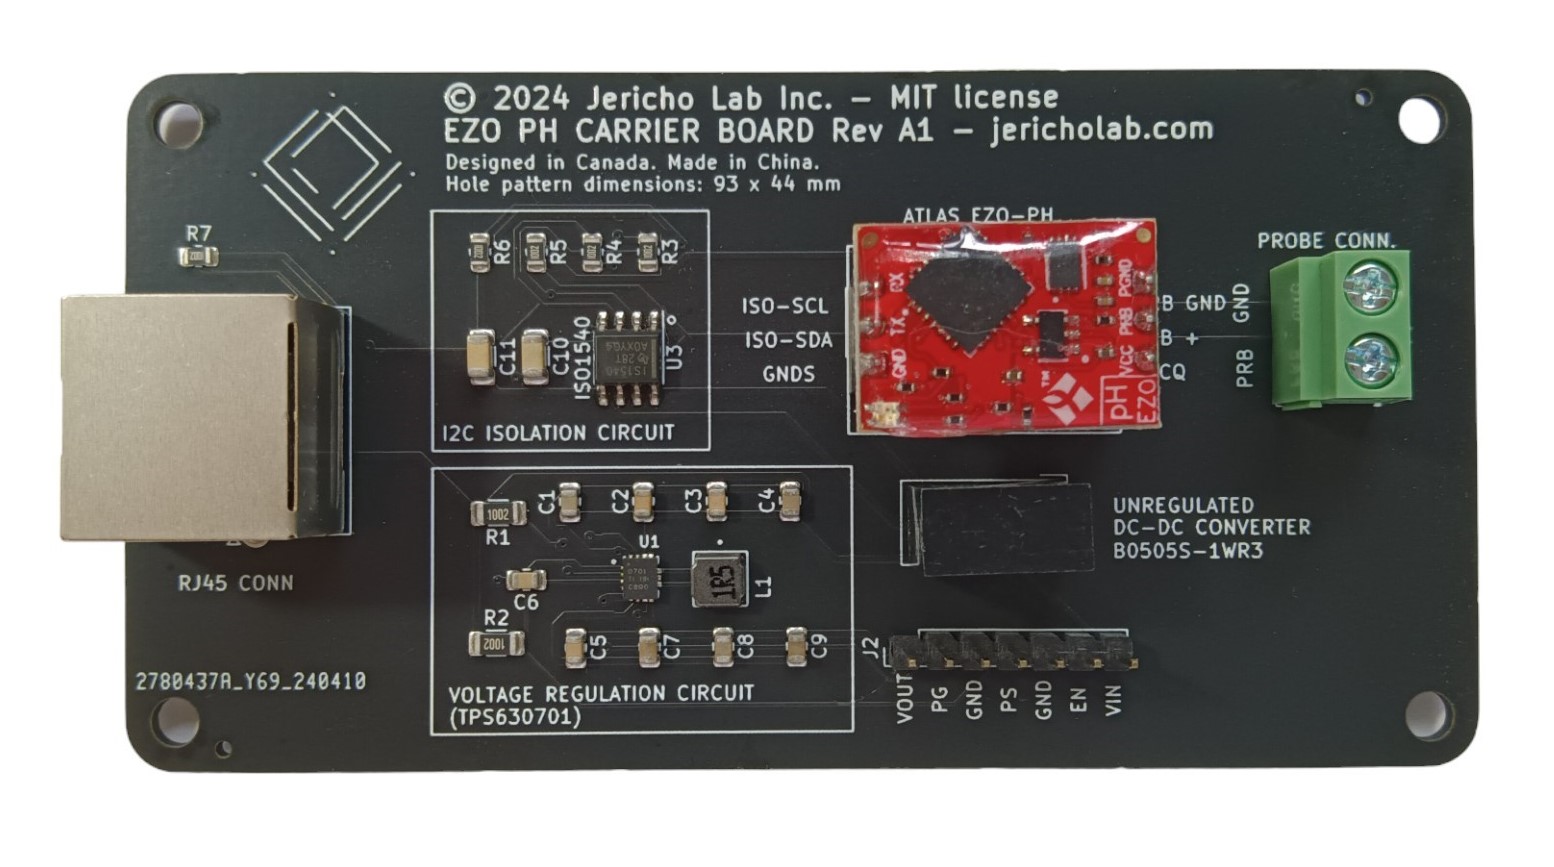 © 2024 Jericho Lab Inc. – MIT license
EZO PH CARRIER BOARD Rev A1 – jericholab.com
Designed in Canada. Made in China.
Hole pattern dimensions: 93 x 44 mm
R7
R6
R5
R4
R3
C11
C10
ISO1540
U3
I2C ISOLATION CIRCUIT
ATLAS EZO-PH
ISO-SCL
ISO-SDA
GNDS
RX
TX
GND
PGND
PRB
VCC
pH
EZO
™
B GND
B +
CQ
PROBE CONN.
GND
PRB
RJ45 CONN
2780437A_Y69_240410
C1
C2
C3
C4
1002
R1
U1
1R5
L1
C6
R2
1002
C5
C7
C8
C9
VOLTAGE REGULATION CIRCUIT
(TPS630701)
UNREGULATED
DC-DC CONVERTER
B0505S-1WR3
J2
VOUT
PG
GND
PS
GND
EN
VIN